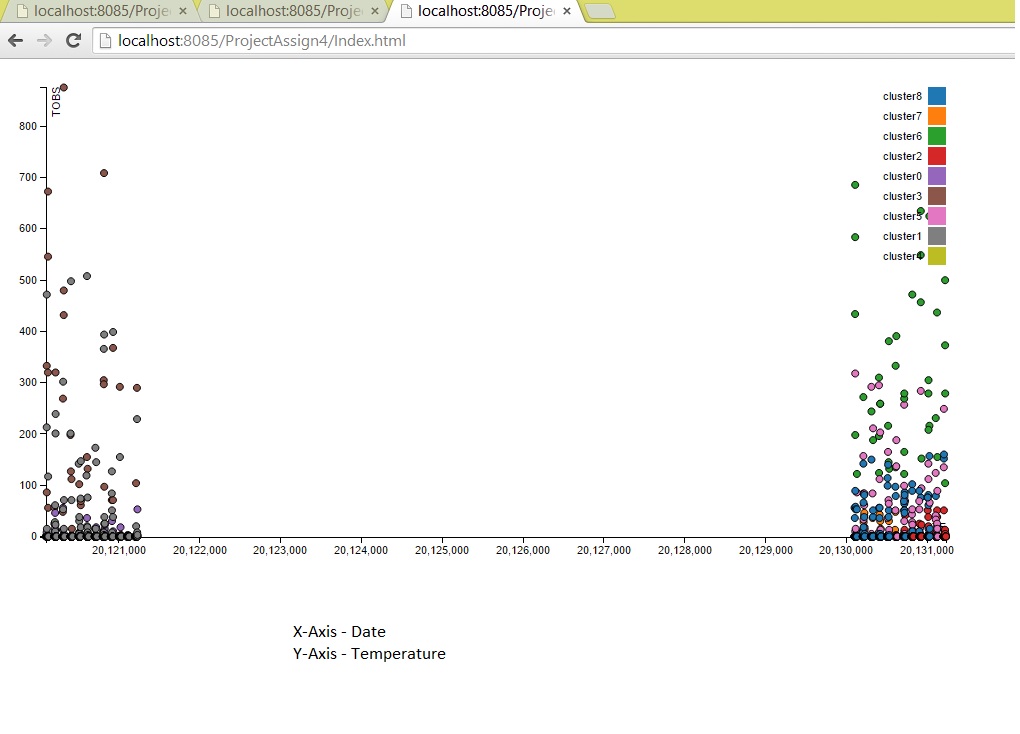 localhost:8085/Proje
localhost:8085/Proje
localhost:8085/Proje
localhost:8085/ProjectAssign4/Index.html
TOBS
800
700
600
500
400
300
200
100
0
20,121,000
20,122,000
20,123,000
20,124,000
20,125,000
20,126,000
20,127,000
20,128,000
20,129,000
20,130,000
20,131,000
cluster8
cluster7
cluster6
cluster2
cluster0
cluster3
cluster5
cluster1
cluster4
X-Axis - Date
Y-Axis - Temperature